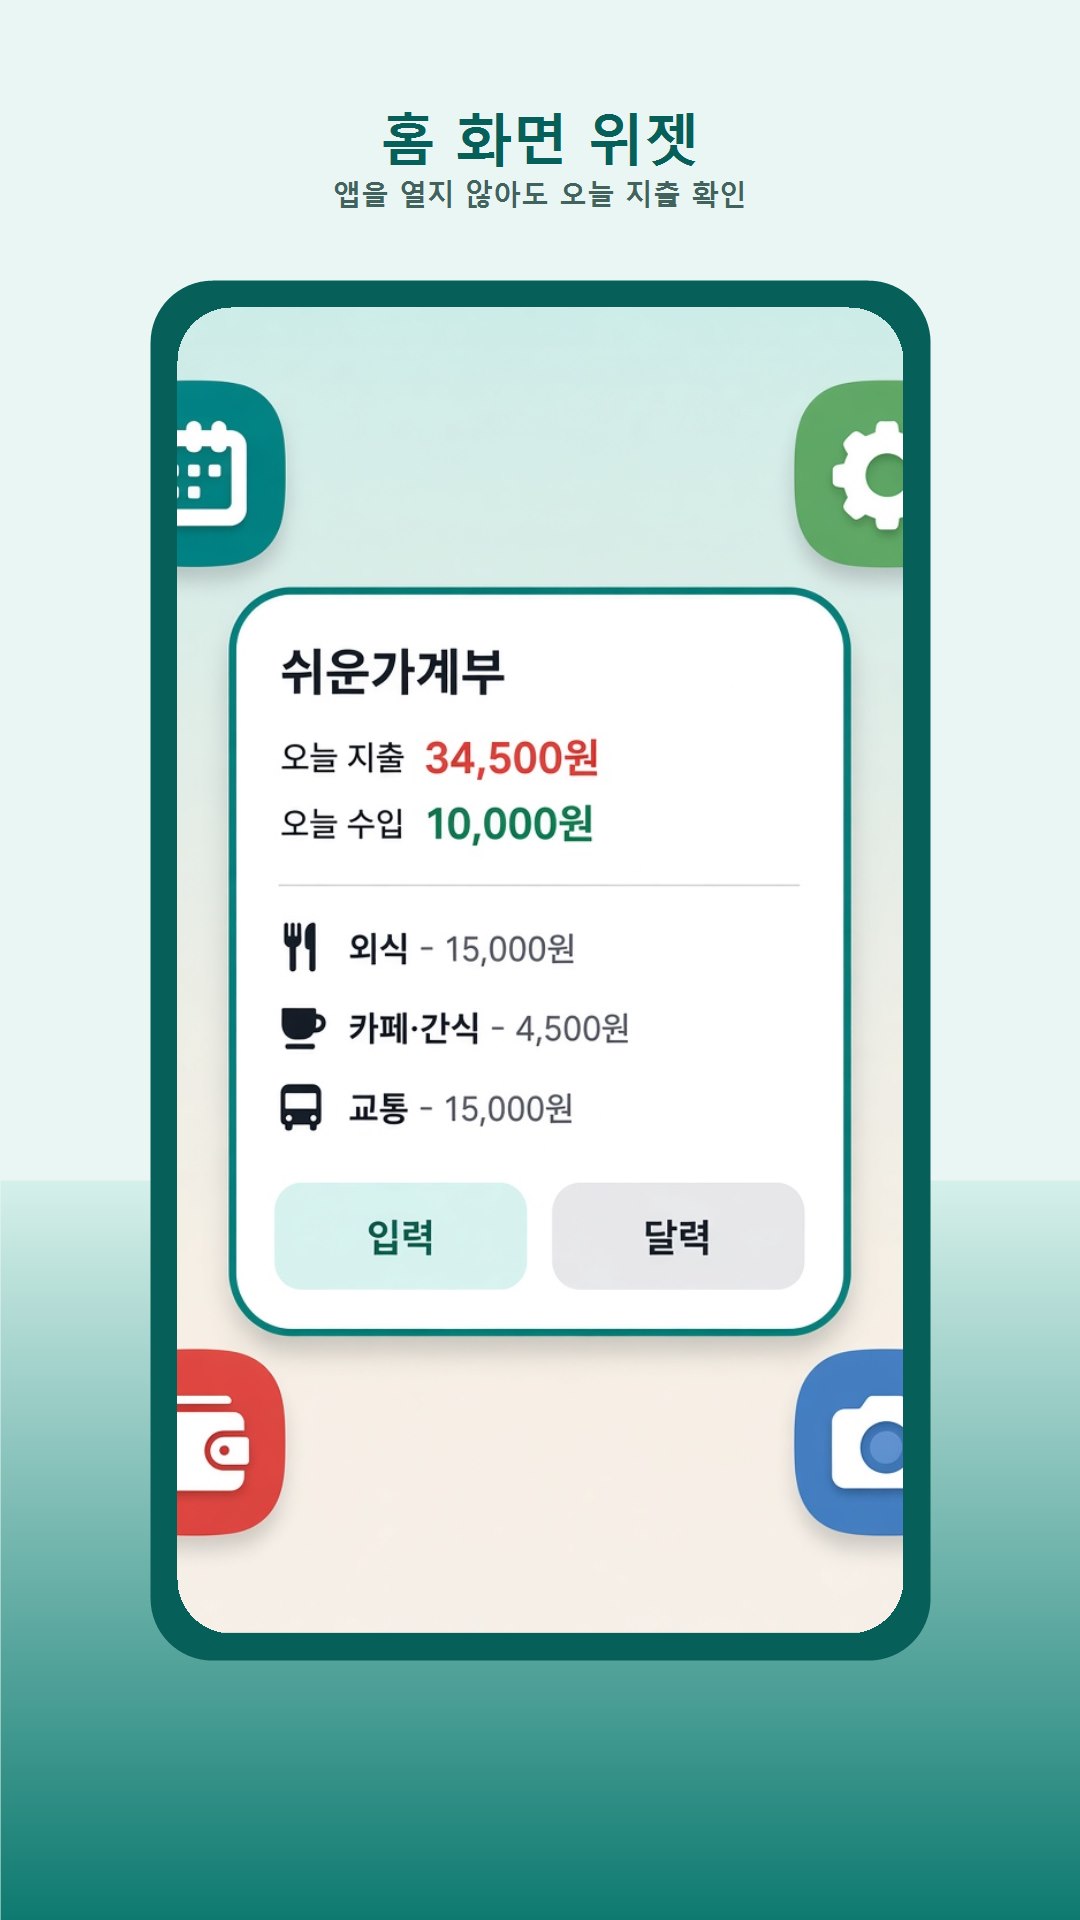 홈 화면 위젯
앱을 열지 않아도 오늘 지출 확인
쉬운가계부
오늘 지출 34,500원
오늘 수입 10,000원
외식 - 15,000원
카페·간식 - 4,500원
교통 - 15,000원
입력
달력